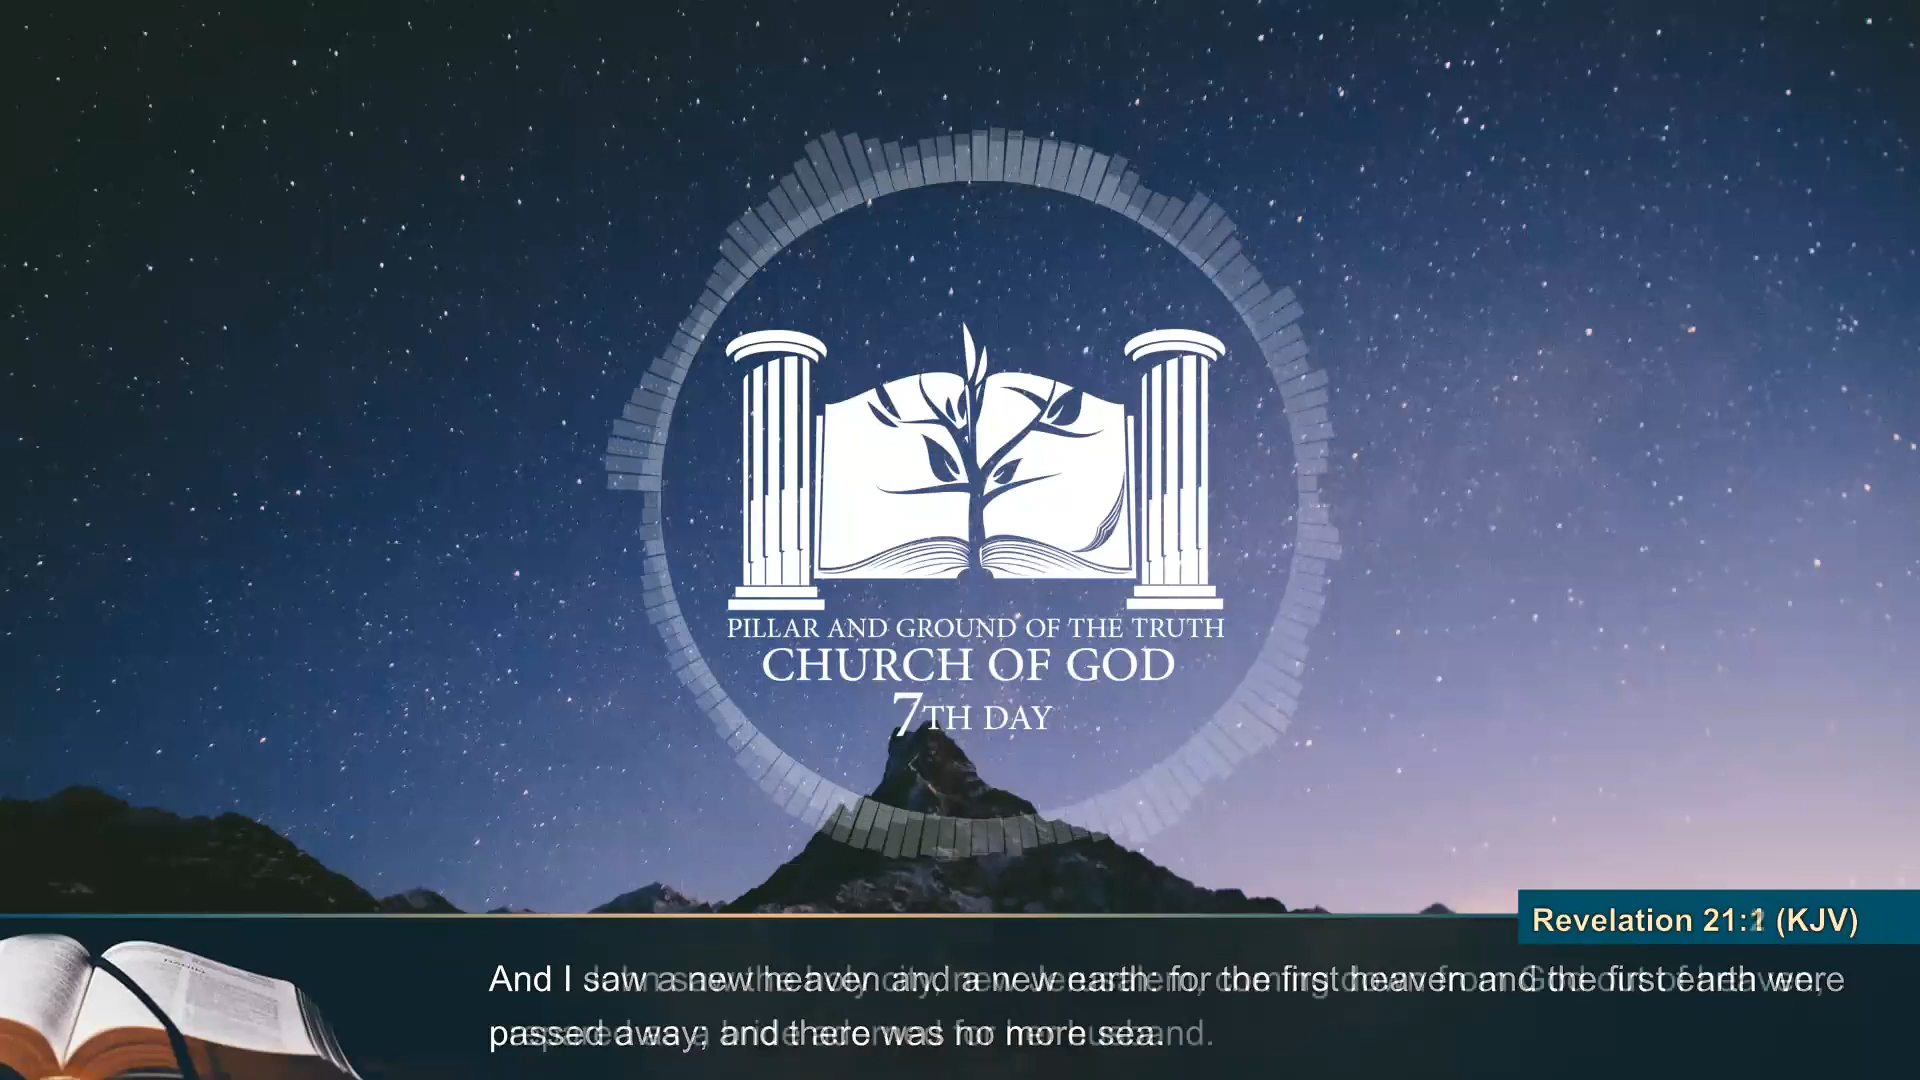 PILLAR AND GROUND OF THE TRUTH
CHURCH OF GOD
7TH DAY
Revelation 21:1 (KJV)
And I saw a new heaven and a new earth: for the first heaven and the first earth were
passed away; and there was no more sea.